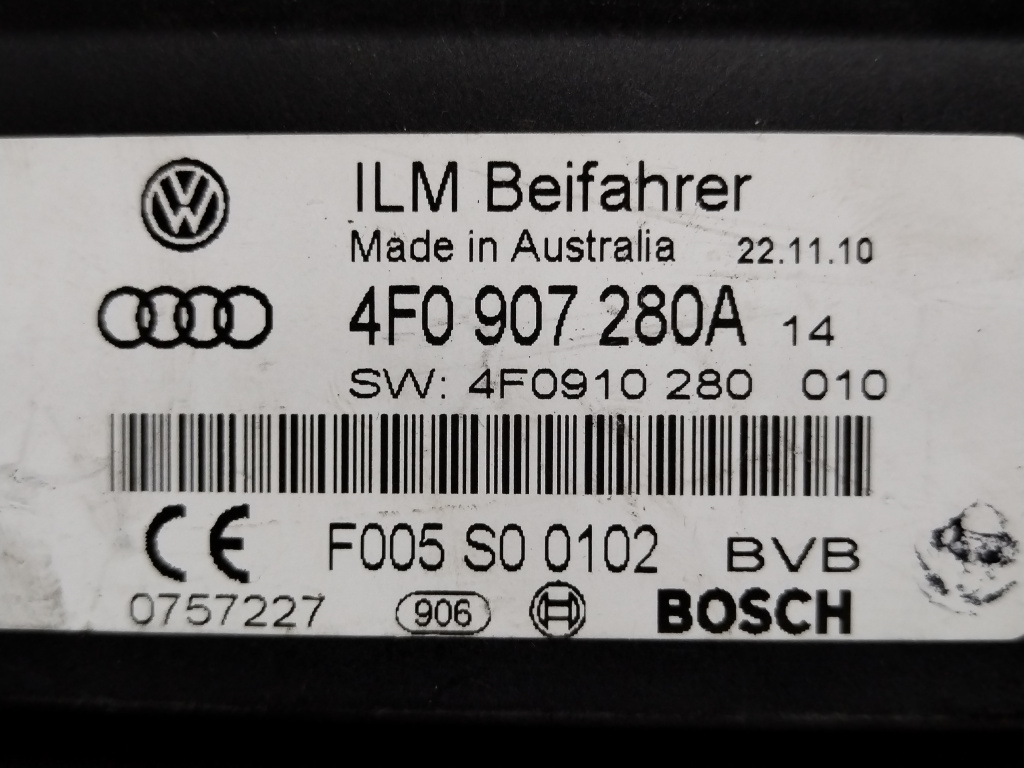 ILM Beifahrer
Made in Australia 22.11.10
4F0 907 280A 14
SW: 4F0910 280 010
CE F005 S0 0102 BVB
0757227 906 BOSCH